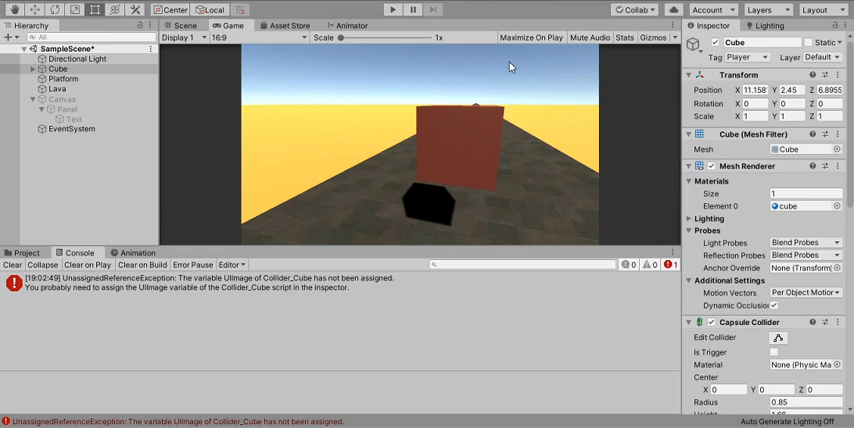 Collab Account Layers Layout
Center Local
Hierarchy
All
SampleScene*
Directional Light
Cube
Platform
Lava
Canvas
Panel
Text
EventSystem
Scene Game Asset Store Animator
Display 1 16:9 Scale 1x Maximize On Play Mute Audio Stats Gizmos
Project Console Animation
Clear Collapse Clear on Play Clear on Build Error Pause Editor 0 0 1
[19:02:49] UnassignedReferenceException: The variable UIImage of Collider_Cube has not been assigned.
You probably need to assign the UIImage variable of the Collider_Cube script in the inspector.
UnassignedReferenceException: The variable UIImage of Collider_Cube has not been assigned.
Inspector Lighting
Cube Static
Tag Player Layer Default
Transform
Position X 11.158 Y 2.45 Z 6.8955
Rotation X 0 Y 0 Z 0
Scale X 1 Y 1 Z 1
Cube (Mesh Filter)
Mesh Cube
Mesh Renderer
Materials
Size 1
Element 0 cube
Lighting
Probes
Light Probes Blend Probes
Reflection Probes Blend Probes
Anchor Override None (Transform)
Additional Settings
Motion Vectors Per Object Motior
Dynamic Occlusion
Capsule Collider
Edit Collider
Is Trigger
Material None (Physic Ma
Center
X 0 Y 0 Z 0
Radius 0.85
Auto Generate Lighting Off